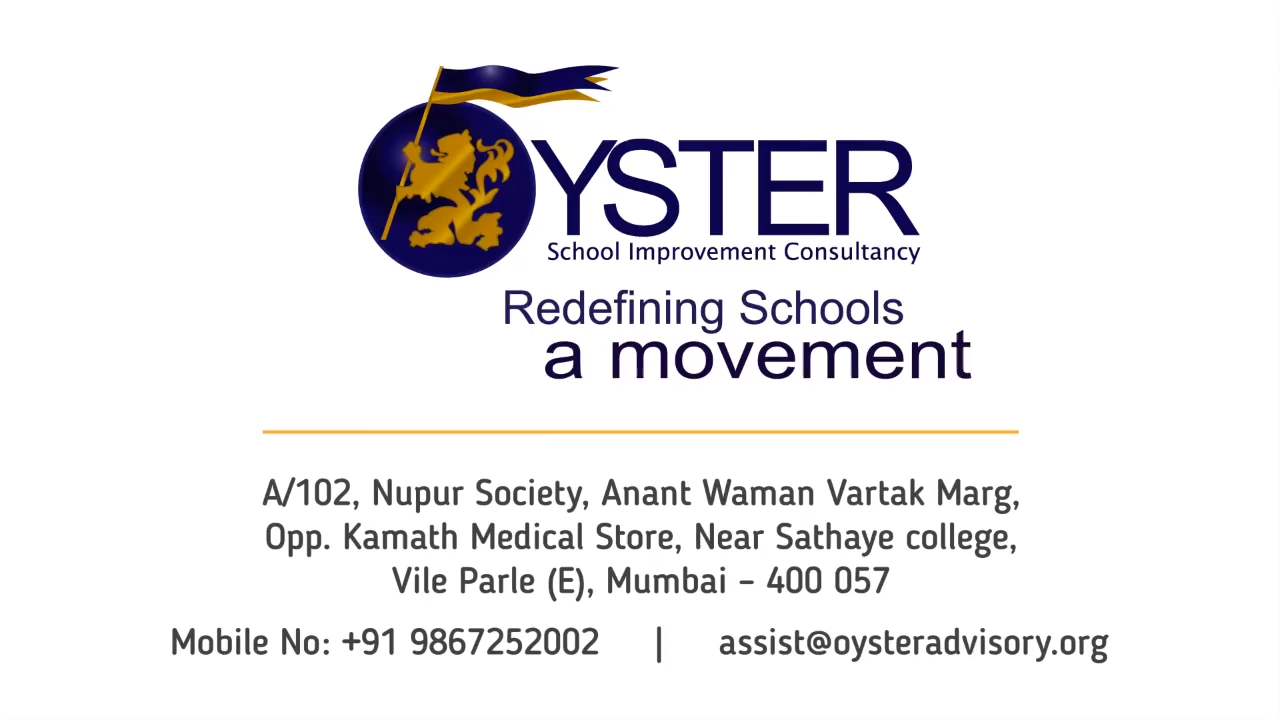 OYSTER
School Improvement Consultancy
Redefining Schools
a movement
A/102, Nupur Society, Anant Waman Vartak Marg,
Opp. Kamath Medical Store, Near Sathaye college,
Vile Parle (E), Mumbai – 400 057
Mobile No: +91 9867252002 | assist@oysteradvisory.org